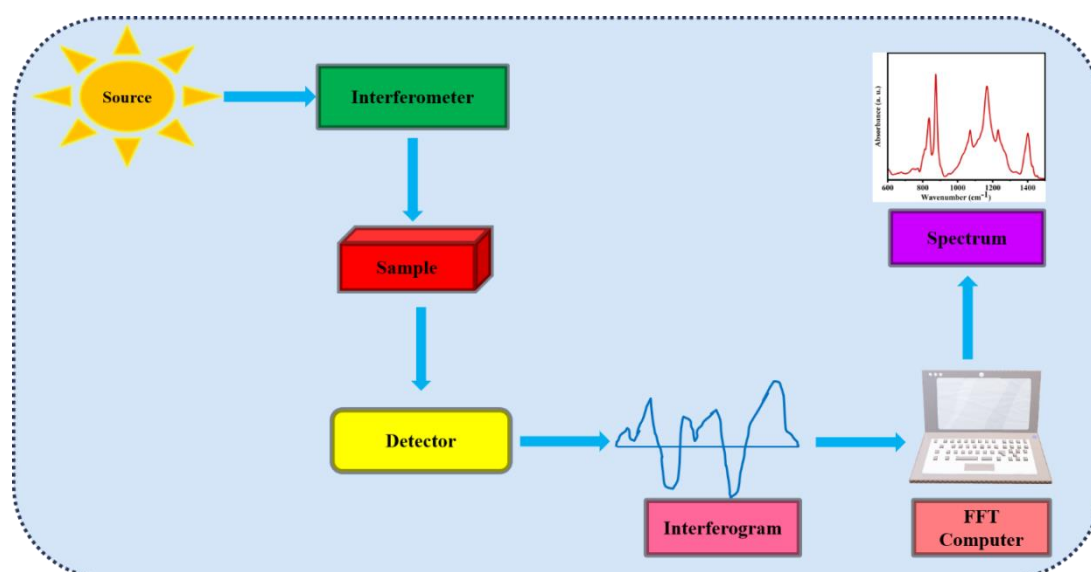 Source
Interferometer
Sample
Detector
Interferogram
FFT
Computer
Spectrum
Absorbance (a. u.)
600 800 1000 1200 1400
Wavenumber (cm-1)